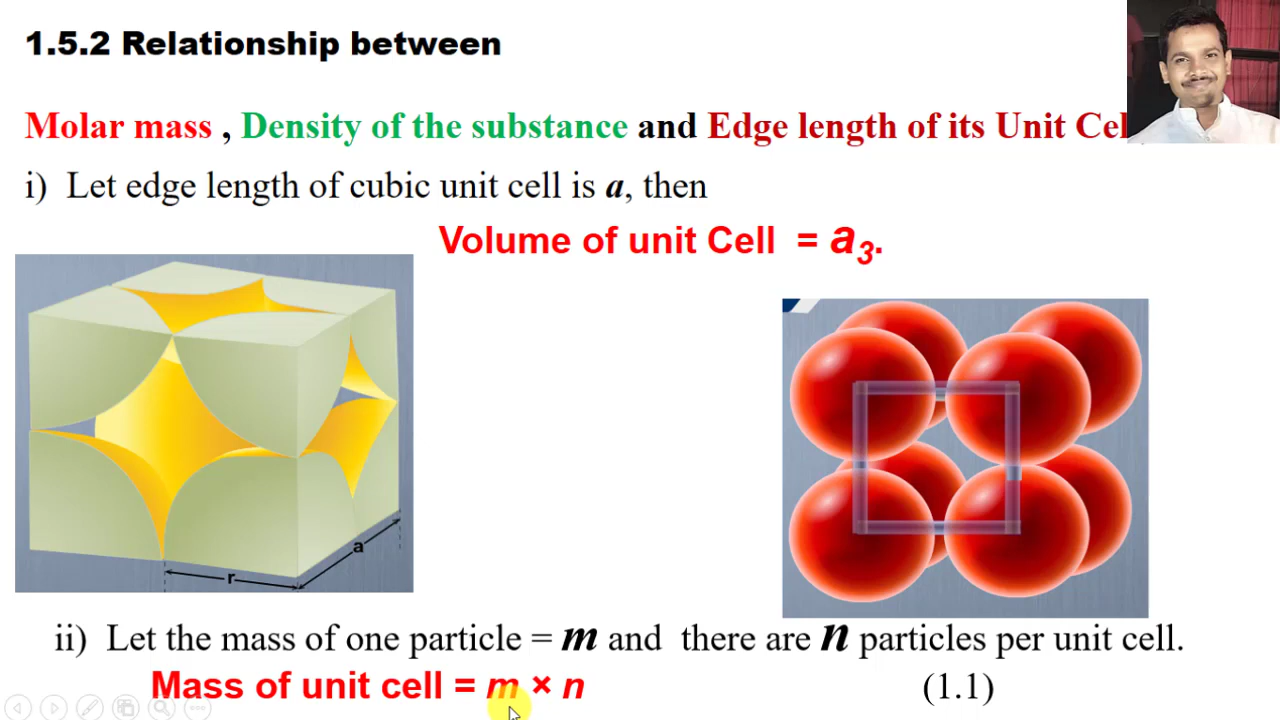 1.5.2 Relationship between
Molar mass , Density of the substance and Edge length of its Unit Cel
i) Let edge length of cubic unit cell is a, then
Volume of unit Cell = a₃.
a
r
ii) Let the mass of one particle = m and there are n particles per unit cell.
Mass of unit cell = m × n (1.1)